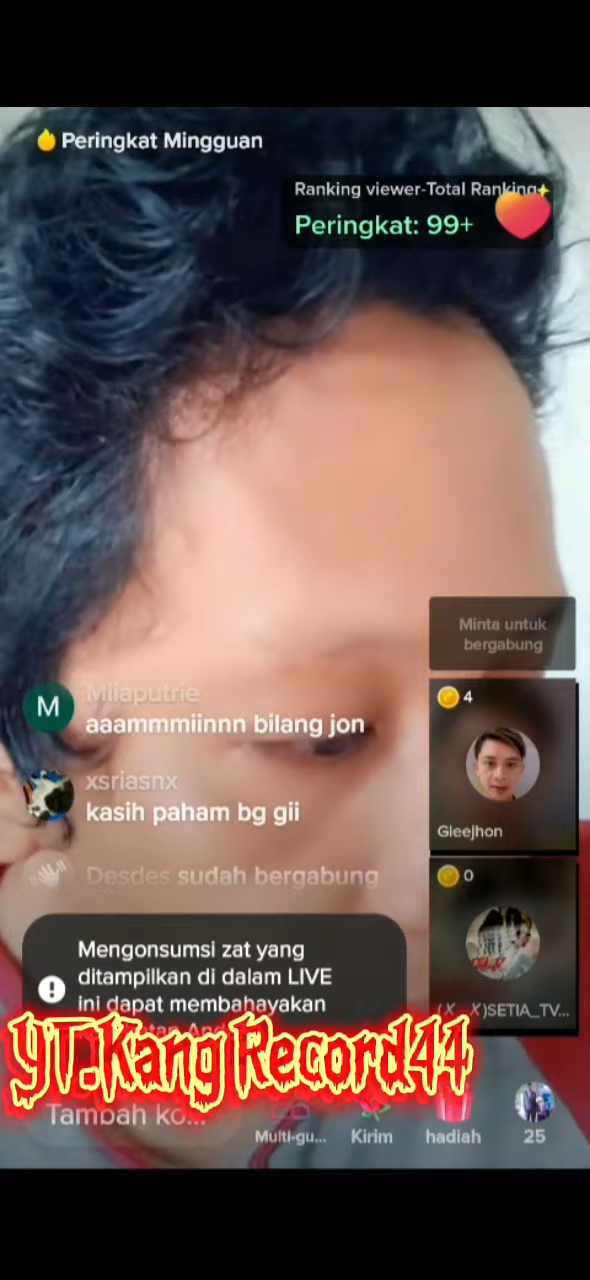 Peringkat Mingguan
Ranking viewer-Total Ranking
Peringkat: 99+
Minta untuk
bergabung
4
M
Miiaputrie
aaammmiinnn bilang jon
xsriasnx
kasih paham bg gii
Gleejhon
Desdes sudah bergabung
0
Mengonsumsi zat yang
ditampilkan di dalam LIVE
ini dapat membahayakan
(X_X)SETIA_TV...
YT.Kang Record44
Tambah ko...
Multi-gu...
Kirim
hadiah
25